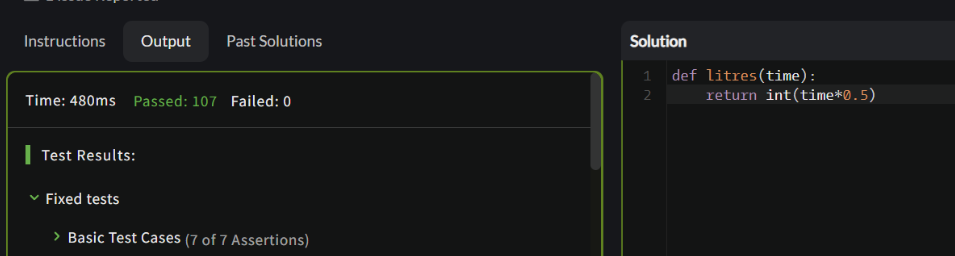 Instructions Output Past Solutions
Time: 480ms Passed: 107 Failed: 0
Test Results:
Fixed tests
Basic Test Cases (7 of 7 Assertions)
Solution
1 def litres(time):
2 return int(time*0.5)